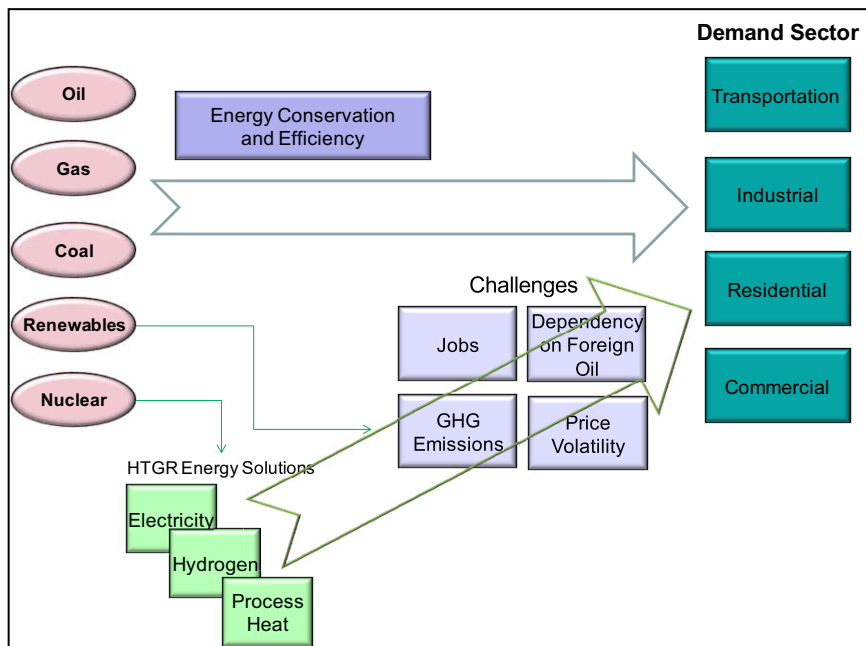 Demand Sector
Oil
Gas
Coal
Renewables
Nuclear
Energy Conservation
and Efficiency
Transportation
Industrial
Residential
Commercial
Challenges
Jobs
Dependency
on Foreign
Oil
GHG
Emissions
Price
Volatility
HTGR Energy Solutions
Electricity
Hydrogen
Process
Heat